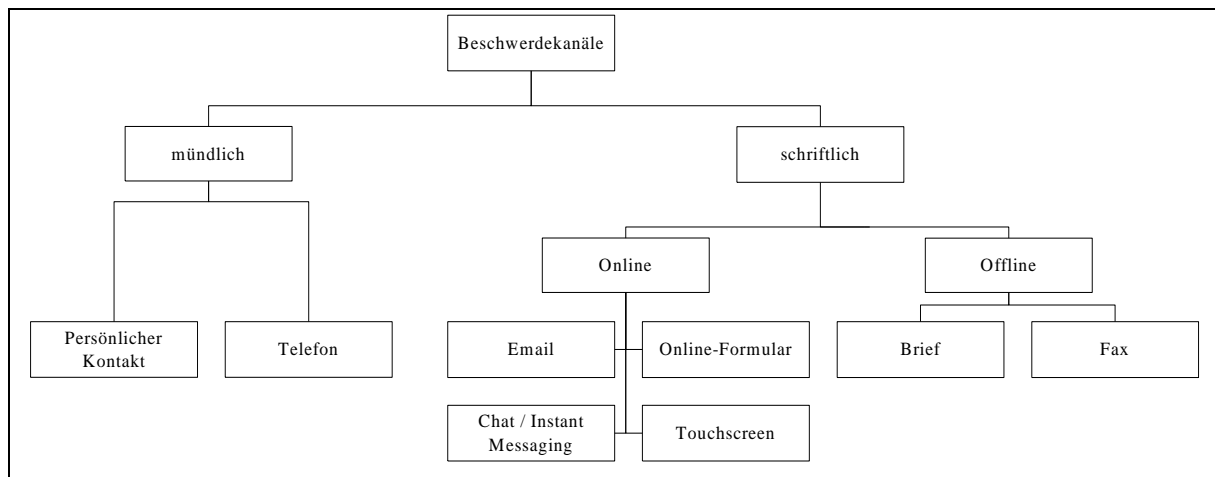 Beschwerdekanäle
mündlich
schriftlich
Online
Offline
Persönlicher
Kontakt
Telefon
Email
Online-Formular
Brief
Fax
Chat / Instant
Messaging
Touchscreen